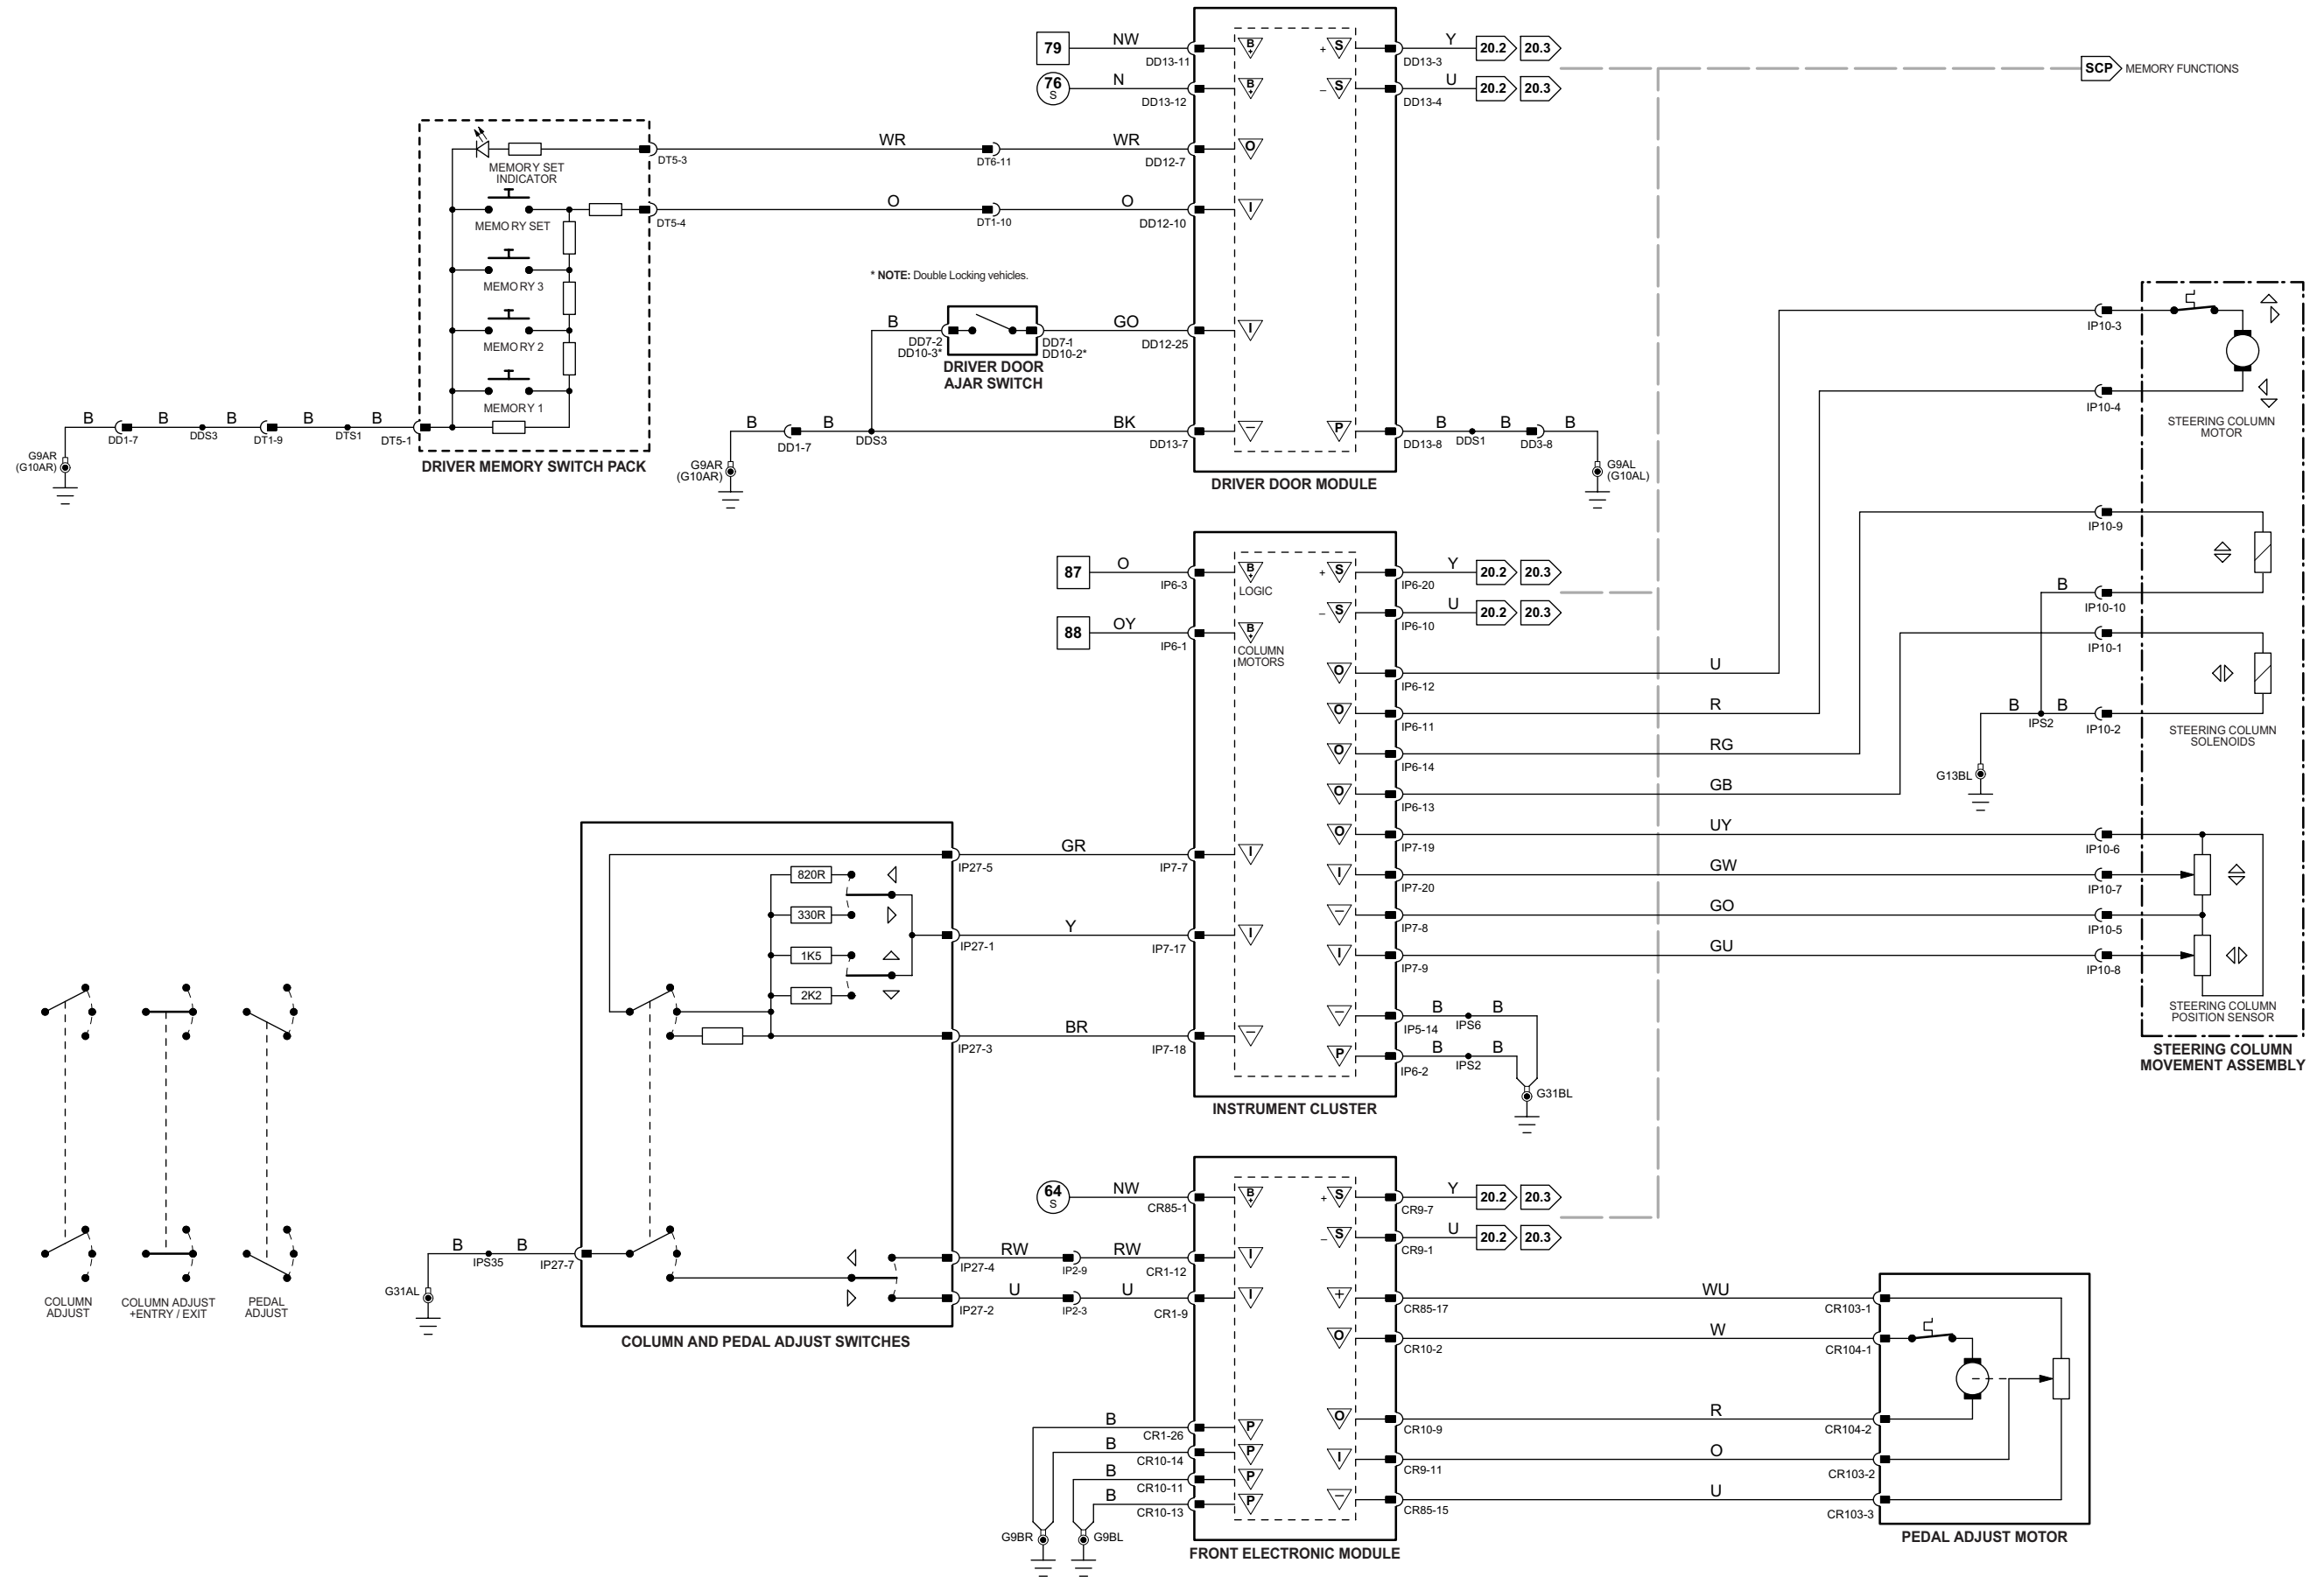 79
NW
DD13-11
B
+
+
S
DD13-3
Y
20.2
20.3
SCP
MEMORY FUNCTIONS
76
S
N
DD13-12
B
+
–
S
DD13-4
U
20.2
20.3
MEMORY SET
INDICATOR
DT5-3
WR
DT6-11
WR
DD12-7
O
MEMORY SET
DT5-4
O
DT1-10
O
DD12-10
I
MEMORY 3
* NOTE: Double Locking vehicles.
MEMORY 2
B
DD7-2
DD10-3*
DD7-1
DD10-2*
GO
DD12-25
I
DRIVER DOOR
AJAR SWITCH
MEMORY 1
B
DD1-7
B
DDS3
B
DT1-9
B
DTS1
B
DT5-1
G9AR
(G10AR)
DRIVER MEMORY SWITCH PACK
B
DD1-7
B
DDS3
BK
DD13-7
–
P
DD13-8
B
DDS1
B
DD3-8
B
G9AR
(G10AR)
G9AL
(G10AL)
DRIVER DOOR MODULE
IP10-3
IP10-4
STEERING COLUMN
MOTOR
IP10-9
B
IP10-10
IP10-1
B
IPS2
B
IP10-2
STEERING COLUMN
SOLENOIDS
G13BL
87
O
IP6-3
B
+
LOGIC
+
S
IP6-20
Y
20.2
20.3
–
S
IP6-10
U
20.2
20.3
88
OY
IP6-1
B
+
COLUMN
MOTORS
O
IP6-12
U
O
IP6-11
R
O
IP6-14
RG
O
IP6-13
GB
O
IP7-19
UY
IP10-6
I
IP7-20
GW
IP10-7
–
IP7-8
GO
IP10-5
I
IP7-9
GU
IP10-8
STEERING COLUMN
POSITION SENSOR
STEERING COLUMN
MOVEMENT ASSEMBLY
–
IP5-14
B
IPS6
B
P
IP6-2
B
IPS2
B
G31BL
IP27-5
GR
IP7-7
I
820R
330R
IP27-1
Y
IP7-17
I
1K5
2K2
IP27-3
BR
IP7-18
–
INSTRUMENT CLUSTER
COLUMN
ADJUST
COLUMN ADJUST
+ENTRY / EXIT
PEDAL
ADJUST
G31AL
B
IPS35
B
IP27-7
IP27-4
RW
IP2-9
RW
CR1-12
I
IP27-2
U
IP2-3
U
CR1-9
I
COLUMN AND PEDAL ADJUST SWITCHES
64
S
NW
CR85-1
B
+
+
S
CR9-7
Y
20.2
20.3
–
S
CR9-1
U
20.2
20.3
+
CR85-17
WU
CR103-1
O
CR10-2
W
CR104-1
O
CR10-9
R
CR104-2
I
CR9-11
O
CR103-2
–
CR85-15
U
CR103-3
PEDAL ADJUST MOTOR
B
CR1-26
P
B
CR10-14
P
B
CR10-11
P
B
CR10-13
P
G9BR
G9BL
FRONT ELECTRONIC MODULE